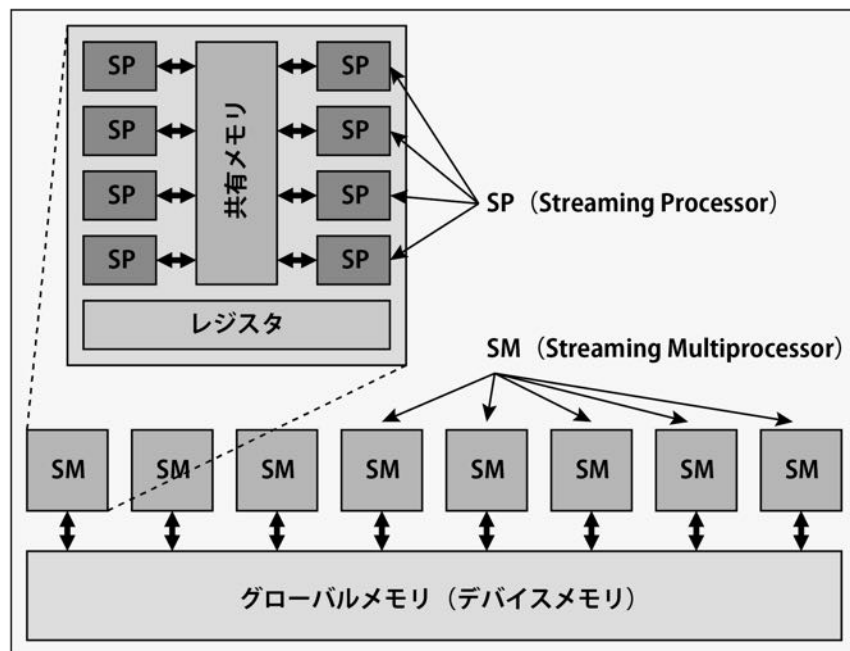 SP SP
SP SP
SP SP
SP SP
共有メモリ
レジスタ
SP（Streaming Processor）
SM（Streaming Multiprocessor）
SM SM SM SM SM SM SM SM
グローバルメモリ（デバイスメモリ）